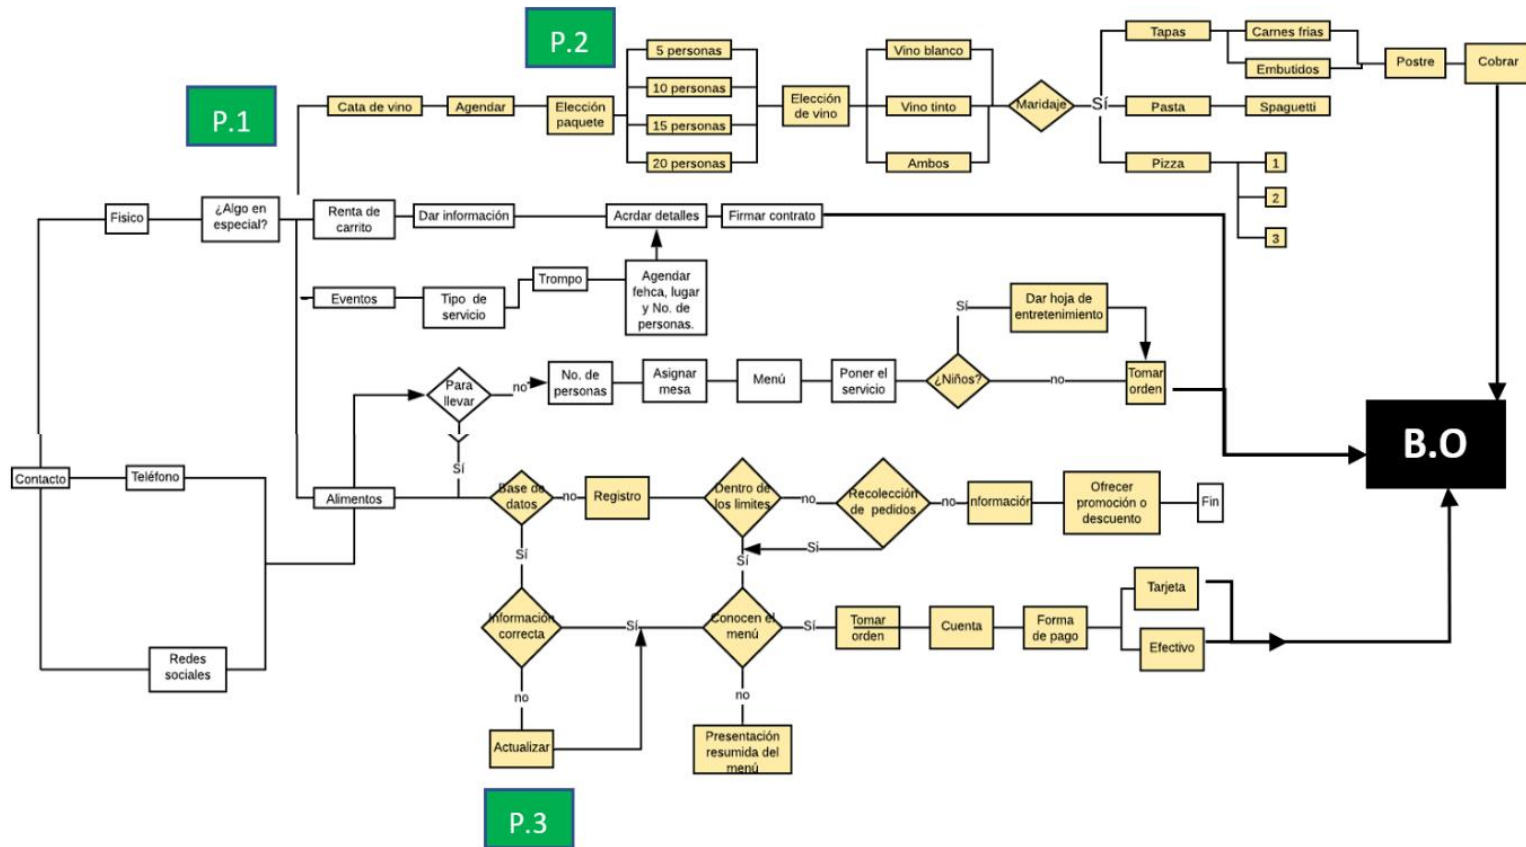 P.2
P.1
Cata de vino
Agendar
Elección
paquete
5 personas
10 personas
15 personas
20 personas
Elección
de vino
Vino blanco
Vino tinto
Ambos
Maridaje
Sí
Tapas
Carnes frias
Embutidos
Postre
Cobrar
Pasta
Spaguetti
Pizza
1
2
3
Fisico
¿Algo en
especial?
Renta de
carrito
Dar información
Acrdar detalles
Firmar contrato
Eventos
Tipo de
servicio
Trompo
Agendar
fehca, lugar
y No. de
personas.
Para
llevar
no
No. de
personas
Asignar
mesa
Menú
Poner el
servicio
¿Niños?
Sí
Dar hoja de
entretenimiento
no
Tomar
orden
B.O
Contacto
Teléfono
Redes
sociales
Alimentos
Sí
Base de
datos
no
Registro
Dentro de
los limites
no
Recolección
de pedidos
no
nformación
Ofrecer
promoción o
descuento
Fin
Sí
Si
Sí
Información
correcta
Sí
Conocen el
menú
Sí
Tomar
orden
Cuenta
Forma
de pago
Tarjeta
Efectivo
no
Actualizar
no
Presentación
resumida del
menú
P.3